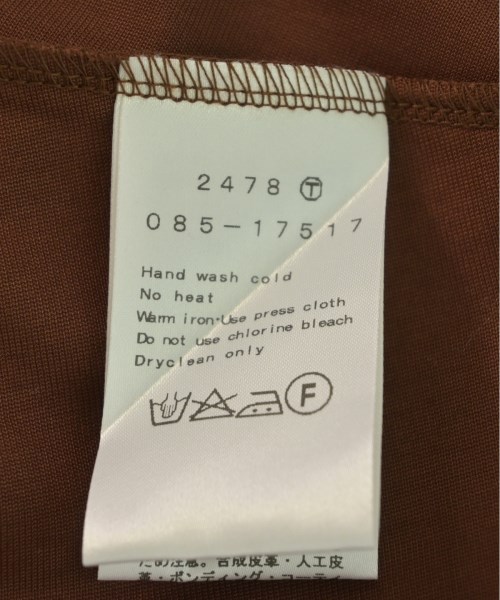 2478 Ⓣ
085-17517
Hand wash cold
No heat
Warm iron·Use press cloth
Do not use chlorine bleach
Dryclean only
F
ため注意。合成皮革・人工皮
革・ボンディング・コーティ